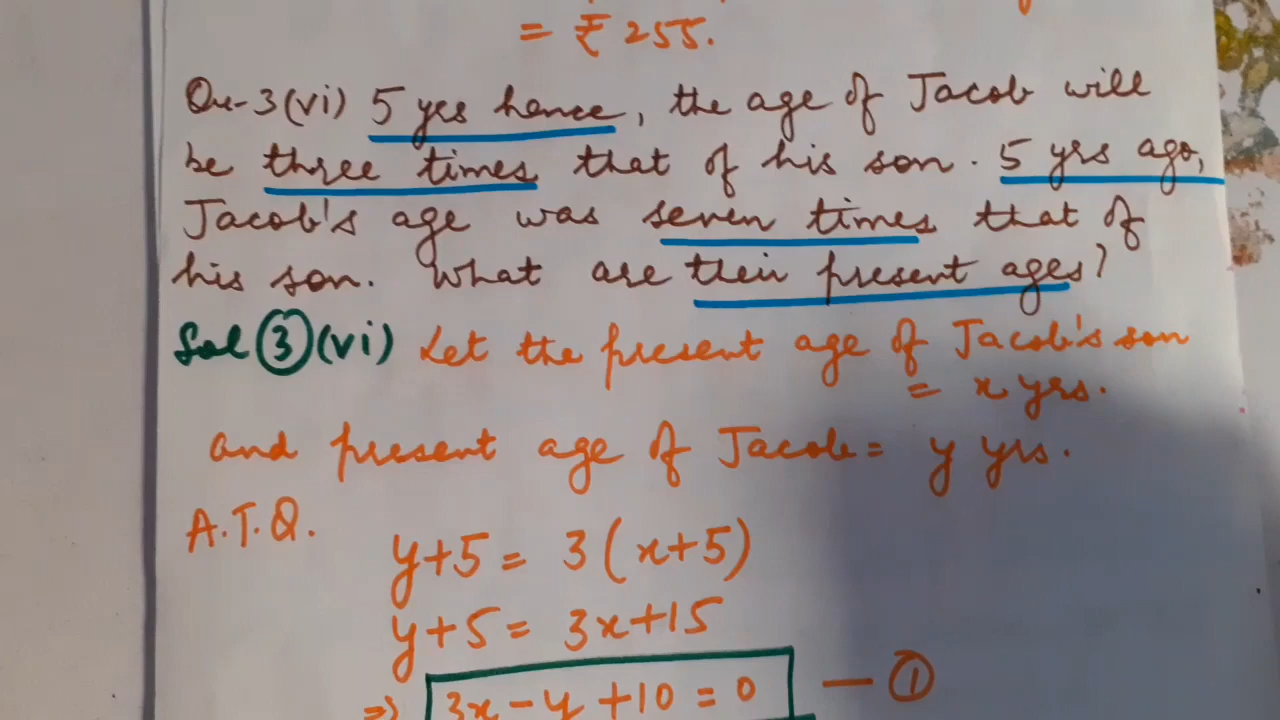 = ₹ 255.
Qu-3(vi) 5 yrs hance, the age of Jacob will
be three times that of his son. 5 yrs ago,
Jacob's age was seven times that of
his son. What are their present ages?
Sol ③(vi) Let the present age of Jacob's son
= x yrs.
and present age of Jacob = y yrs.
A.T.Q.
y+5 = 3(x+5)
y+5 = 3x+15
⇒ 3x-y+10=0 — ①